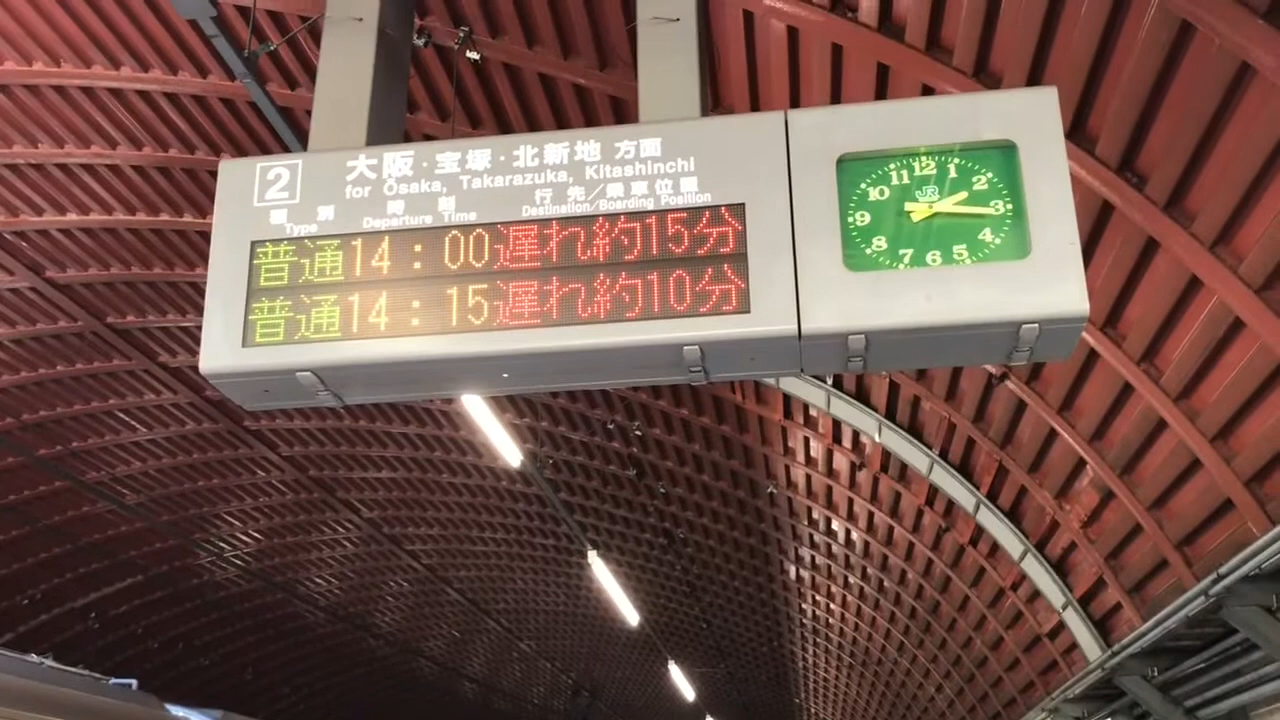 2
大阪・宝塚・北新地 方面
for Ōsaka, Takarazuka, Kitashinchi
種別 時刻 行先／乗車位置
Type Departure Time Destination/Boarding Position
普通14：00遅れ約15分
普通14：15遅れ約10分
JR
12 1 2 3 4 5 6 7 8 9 10 11